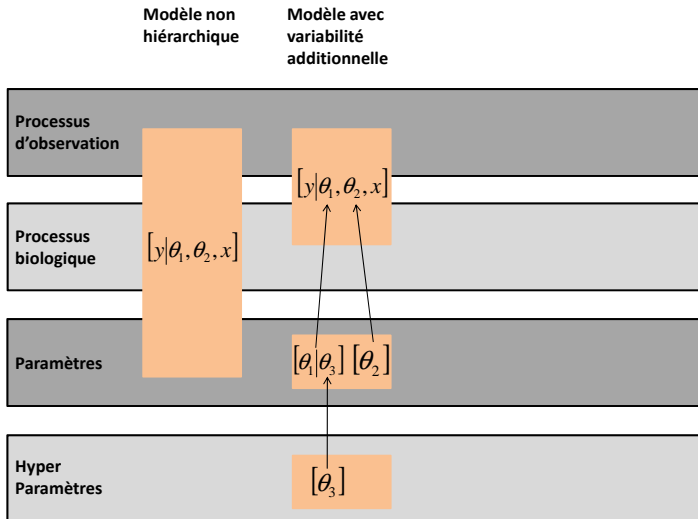 Modèle non
hiérarchique
Modèle avec
variabilité
additionnelle
Processus
d'observation
[y|θ₁,θ₂,x]
Processus
biologique
[y|θ₁,θ₂,x]
Paramètres
[θ₁|θ₃] [θ₂]
Hyper
Paramètres
[θ₃]